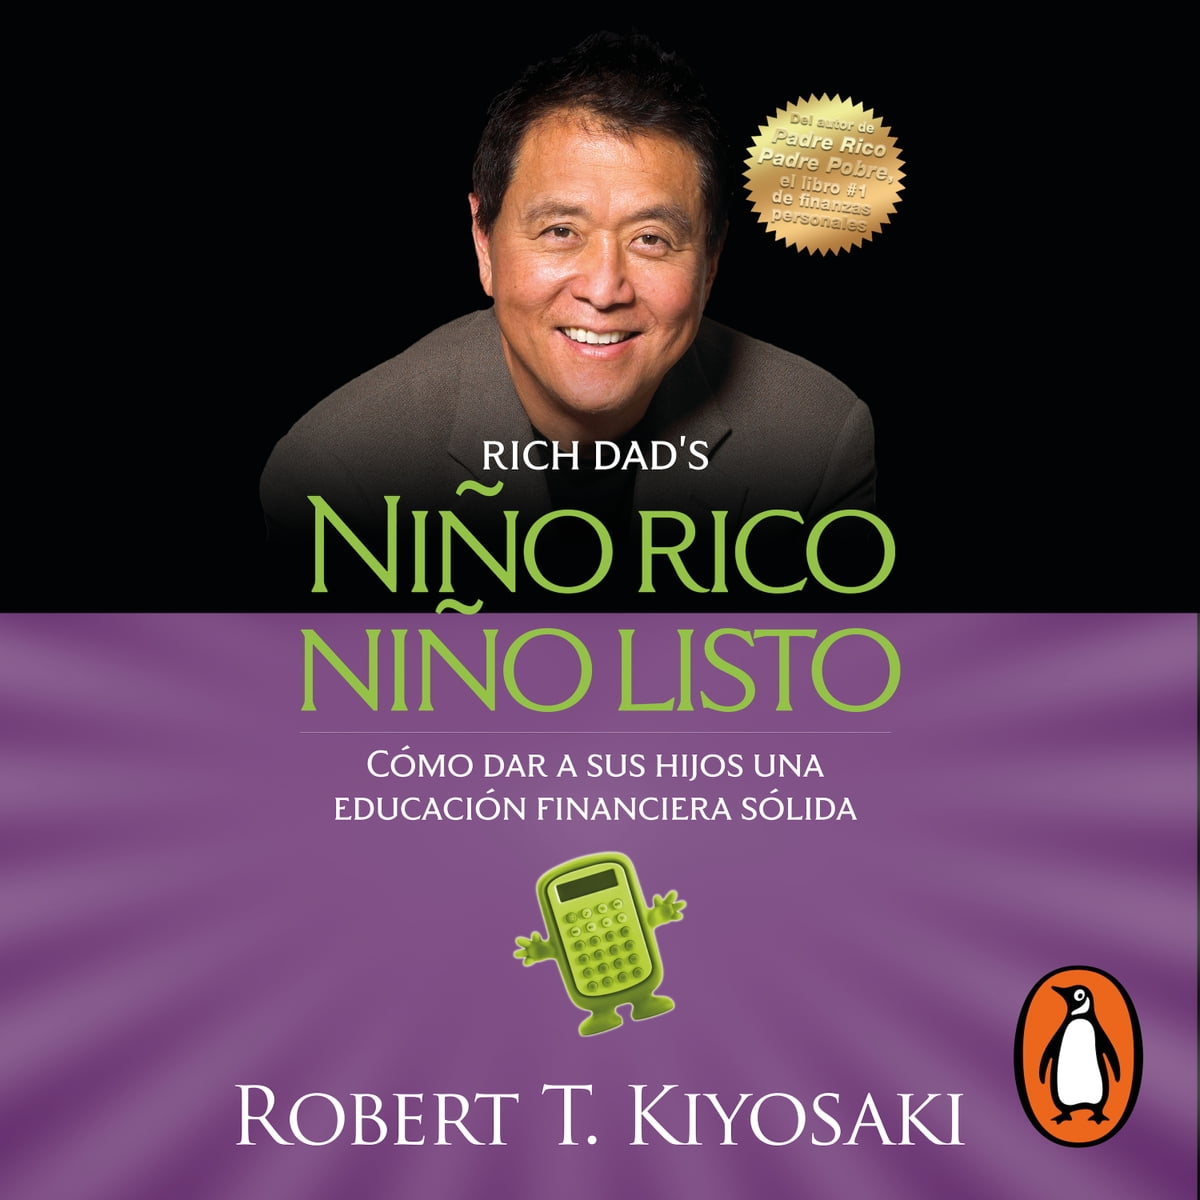 Del autor de
Padre Rico
Padre Pobre,
el libro #1
de finanzas
personales
RICH DAD'S
NIÑO RICO
NIÑO LISTO
CÓMO DAR A SUS HIJOS UNA
EDUCACIÓN FINANCIERA SÓLIDA
ROBERT T. KIYOSAKI